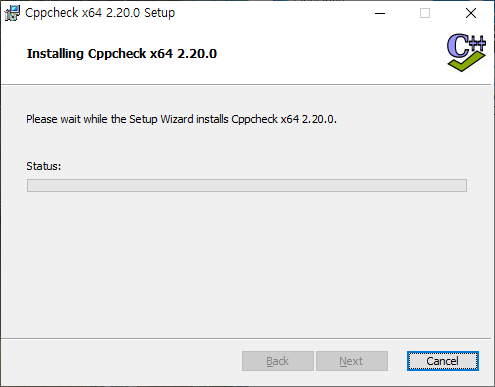 Cppcheck x64 2.20.0 Setup
Installing Cppcheck x64 2.20.0
C++
Please wait while the Setup Wizard installs Cppcheck x64 2.20.0.
Status:
Back Next Cancel